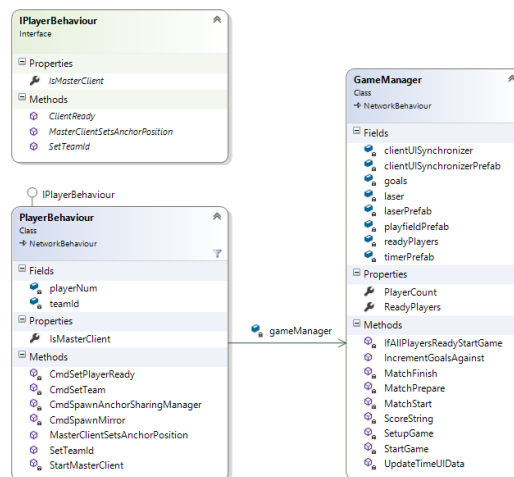 IPlayerBehaviour
Interface
Properties
IsMasterClient
Methods
ClientReady
MasterClientSetsAnchorPosition
SetTeamId
IPlayerBehaviour
PlayerBehaviour
Class
NetworkBehaviour
Fields
playerNum
teamId
Properties
IsMasterClient
Methods
CmdSetPlayerReady
CmdSetTeam
CmdSpawnAnchorSharingManager
CmdSpawnMirror
MasterClientSetsAnchorPosition
SetTeamId
StartMasterClient
gameManager
GameManager
Class
NetworkBehaviour
Fields
clientUISynchronizer
clientUISynchronizerPrefab
goals
laser
laserPrefab
playfieldPrefab
readyPlayers
timerPrefab
Properties
PlayerCount
ReadyPlayers
Methods
IfAllPlayersReadyStartGame
IncrementGoalsAgainst
MatchFinish
MatchPrepare
MatchStart
ScoreString
SetupGame
StartGame
UpdateTimeUIData